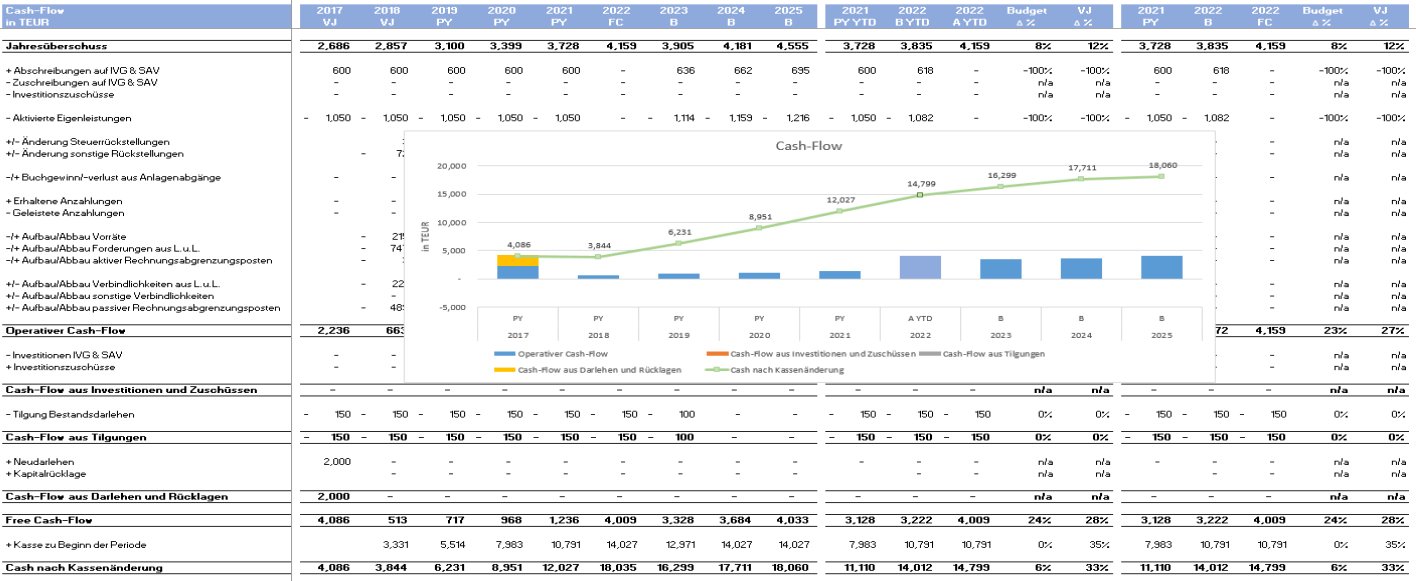 Cash-Flow 2017 2018 2019 2020 2021 2022 2023 2024 2025 2021 2022 2022 Budget VJ 2021 2022 2022 Budget VJ
in TEUR VJ VJ PY PY PY FC B B B PY YTD B YTD A YTD Δ % Δ % PY B FC Δ % Δ %
Jahresüberschuss 2,686 2,857 3,100 3,399 3,728 4,159 3,905 4,181 4,555 3,728 3,835 4,159 8% 12% 3,728 3,835 4,159 8% 12%
+ Abschreibungen auf IVG & SAV 600 600 600 600 600 - 636 662 695 600 618 - -100% -100% 600 618 - -100% -100%
- Zuschreibungen auf IVG & SAV - - - - - - - - - - - - n/a n/a - - - n/a n/a
- Investitionszuschüsse - - - - - - - - - - - - n/a n/a - - - n/a n/a
- Aktivierte Eigenleistungen - 1,050 - 1,050 - 1,050 - 1,050 - 1,050 - - 1,114 - 1,159 - 1,216 - 1,050 - 1,082 - -100% -100% - 1,050 - 1,082 - -100% -100%
+/- Änderung Steuerrückstellungen - n/a n/a
+/- Änderung sonstige Rückstellungen - - n/a n/a
-/+ Buchgewinn/-verlust aus Anlagenabgänge - - - n/a n/a
+ Erhaltene Anzahlungen - - - n/a n/a
- Geleistete Anzahlungen - - - n/a n/a
-/+ Aufbau/Abbau Vorräte - n/a n/a
-/+ Aufbau/Abbau Forderungen aus L.u.L. - - n/a n/a
-/+ Aufbau/Abbau aktiver Rechnungsabgrenzungsposten - n/a n/a
+/- Aufbau/Abbau Verbindlichkeiten aus L.u.L. - n/a n/a
+/- Aufbau/Abbau sonstige Verbindlichkeiten - - n/a n/a
+/- Aufbau/Abbau passiver Rechnungsabgrenzungsposten - - n/a n/a
Operativer Cash-Flow 2,236 663 72 4,159 23% 27%
- Investitionen IVG & SAV - - - n/a n/a
+ Investitionszuschüsse - - - n/a n/a
Cash-Flow aus Investitionen und Zuschüssen - - - - - - - - - - - - n/a n/a - - - n/a n/a
- Tilgung Bestandsdarlehen - 150 - 150 - 150 - 150 - 150 - 150 - 100 - - - 150 - 150 - 150 0% 0% - 150 - 150 - 150 0% 0%
Cash-Flow aus Tilgungen - 150 - 150 - 150 - 150 - 150 - 150 - 100 - - - 150 - 150 - 150 0% 0% - 150 - 150 - 150 0% 0%
+ Neudarlehen 2,000 - - - - - - - - - - - n/a n/a - - - n/a n/a
+ Kapitalrücklage - - - - - - - - - - n/a n/a - - n/a n/a
Cash-Flow aus Darlehen und Rücklagen 2,000 - - - - - - - - - - - n/a n/a - - - n/a n/a
Free Cash-Flow 4,086 513 717 968 1,236 4,009 3,328 3,684 4,033 3,128 3,222 4,009 24% 28% 3,128 3,222 4,009 24% 28%
+ Kasse zu Beginn der Periode 3,331 5,514 7,983 10,791 14,027 12,971 14,027 14,027 7,983 10,791 10,791 0% 35% 7,983 10,791 10,791 0% 35%
Cash nach Kassenänderung 4,086 3,844 6,231 8,951 12,027 18,035 16,299 17,711 18,060 11,110 14,012 14,799 6% 33% 11,110 14,012 14,799 6% 33%
Cash-Flow
in TEUR
20,000
15,000
10,000
5,000
-
-5,000
4,086 3,844 6,231 8,951 12,027 14,799 16,299 17,711 18,060
PY PY PY PY PY A YTD B B B
2017 2018 2019 2020 2021 2022 2023 2024 2025
Operativer Cash-Flow Cash-Flow aus Investitionen und Zuschüssen Cash-Flow aus Tilgungen
Cash-Flow aus Darlehen und Rücklagen Cash nach Kassenänderung